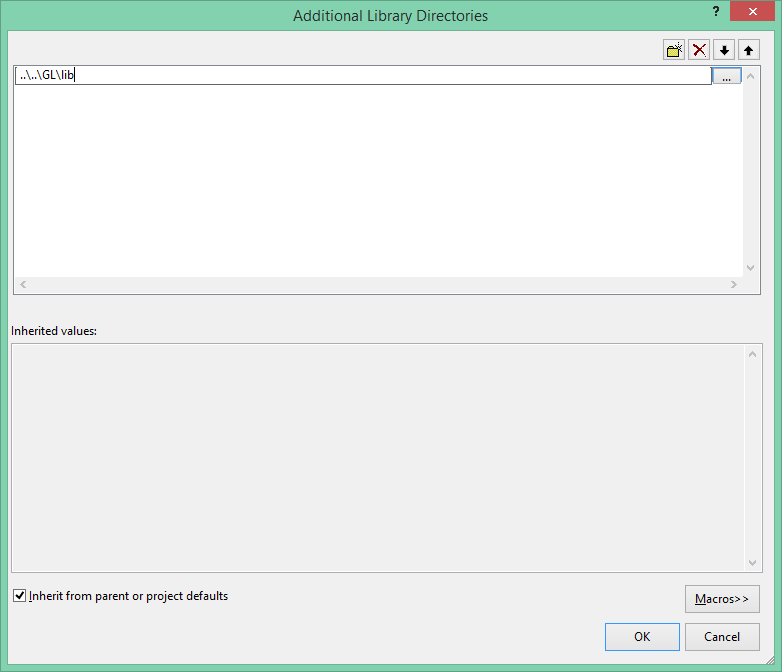 Additional Library Directories
?
..\..\GL\lib
...
Inherited values:
Inherit from parent or project defaults
Macros>>
OK
Cancel